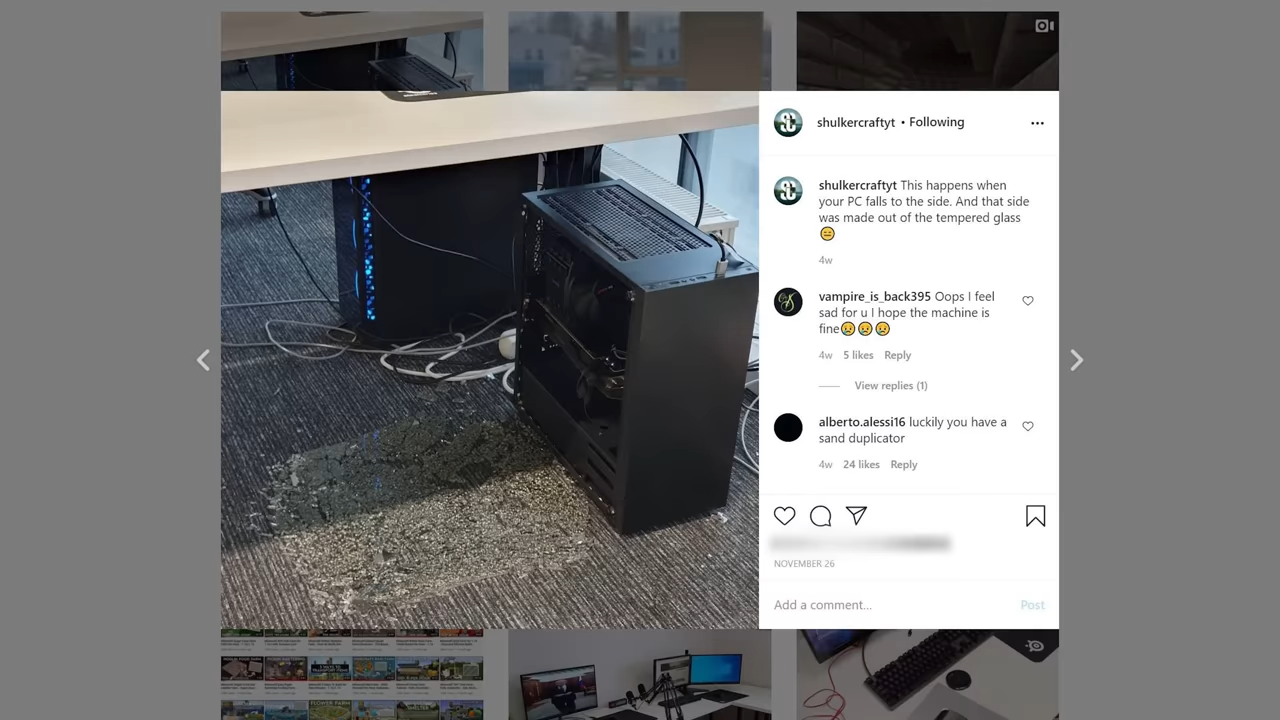 shulkercraftyt • Following
shulkercraftyt This happens when
your PC falls to the side. And that side
was made out of the tempered glass
😑
4w
vampire_is_back395 Oops I feel
sad for u I hope the machine is
fine😥😥😥
4w 5 likes Reply
View replies (1)
alberto.alessi16 luckily you have a
sand duplicator
4w 24 likes Reply
NOVEMBER 26
Add a comment... Post
FLOWER FARM